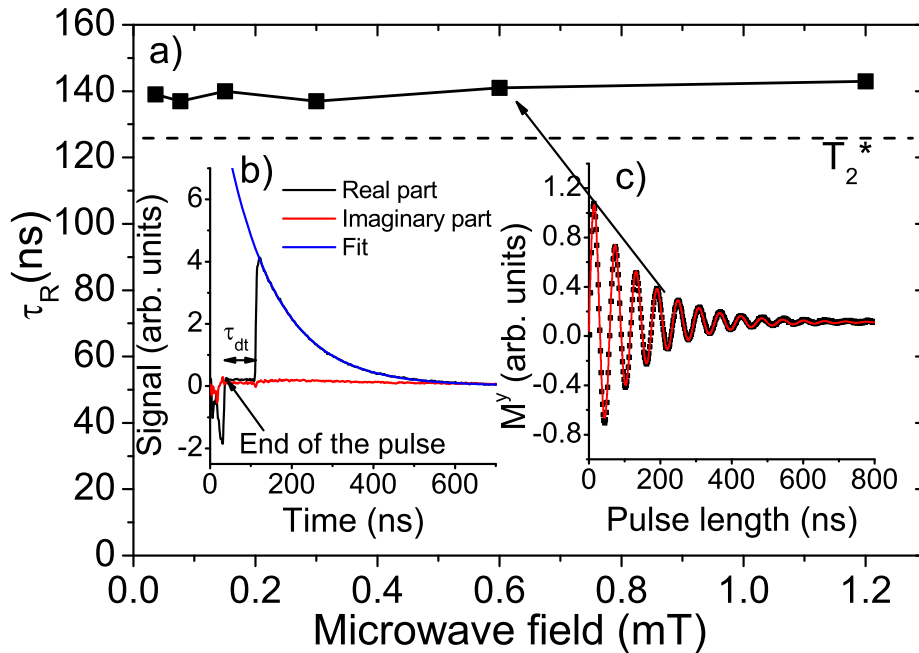 a)
160
140
120
100
80
60
40
20
0
τR(ns)
0.0 0.2 0.4 0.6 0.8 1.0 1.2
Microwave field (mT)
T2*
b)
Real part
Imaginary part
Fit
6
4
2
0
-2
Signal (arb. units)
τdt
End of the pulse
0 200 400 600
Time (ns)
c)
1.2
0.8
0.4
0.0
-0.4
-0.8
My (arb. units)
0 200 400 600 800
Pulse length (ns)